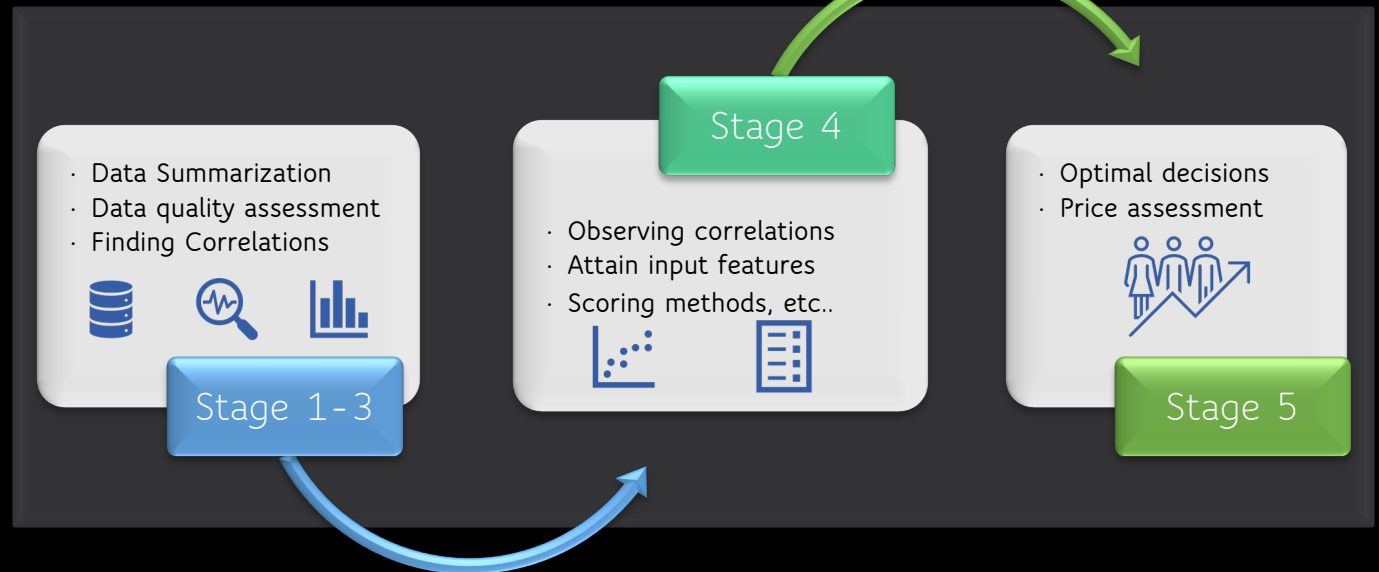 · Data Summarization
· Data quality assessment
· Finding Correlations
Stage 1-3
Stage 4
· Observing correlations
· Attain input features
· Scoring methods, etc..
· Optimal decisions
· Price assessment
Stage 5